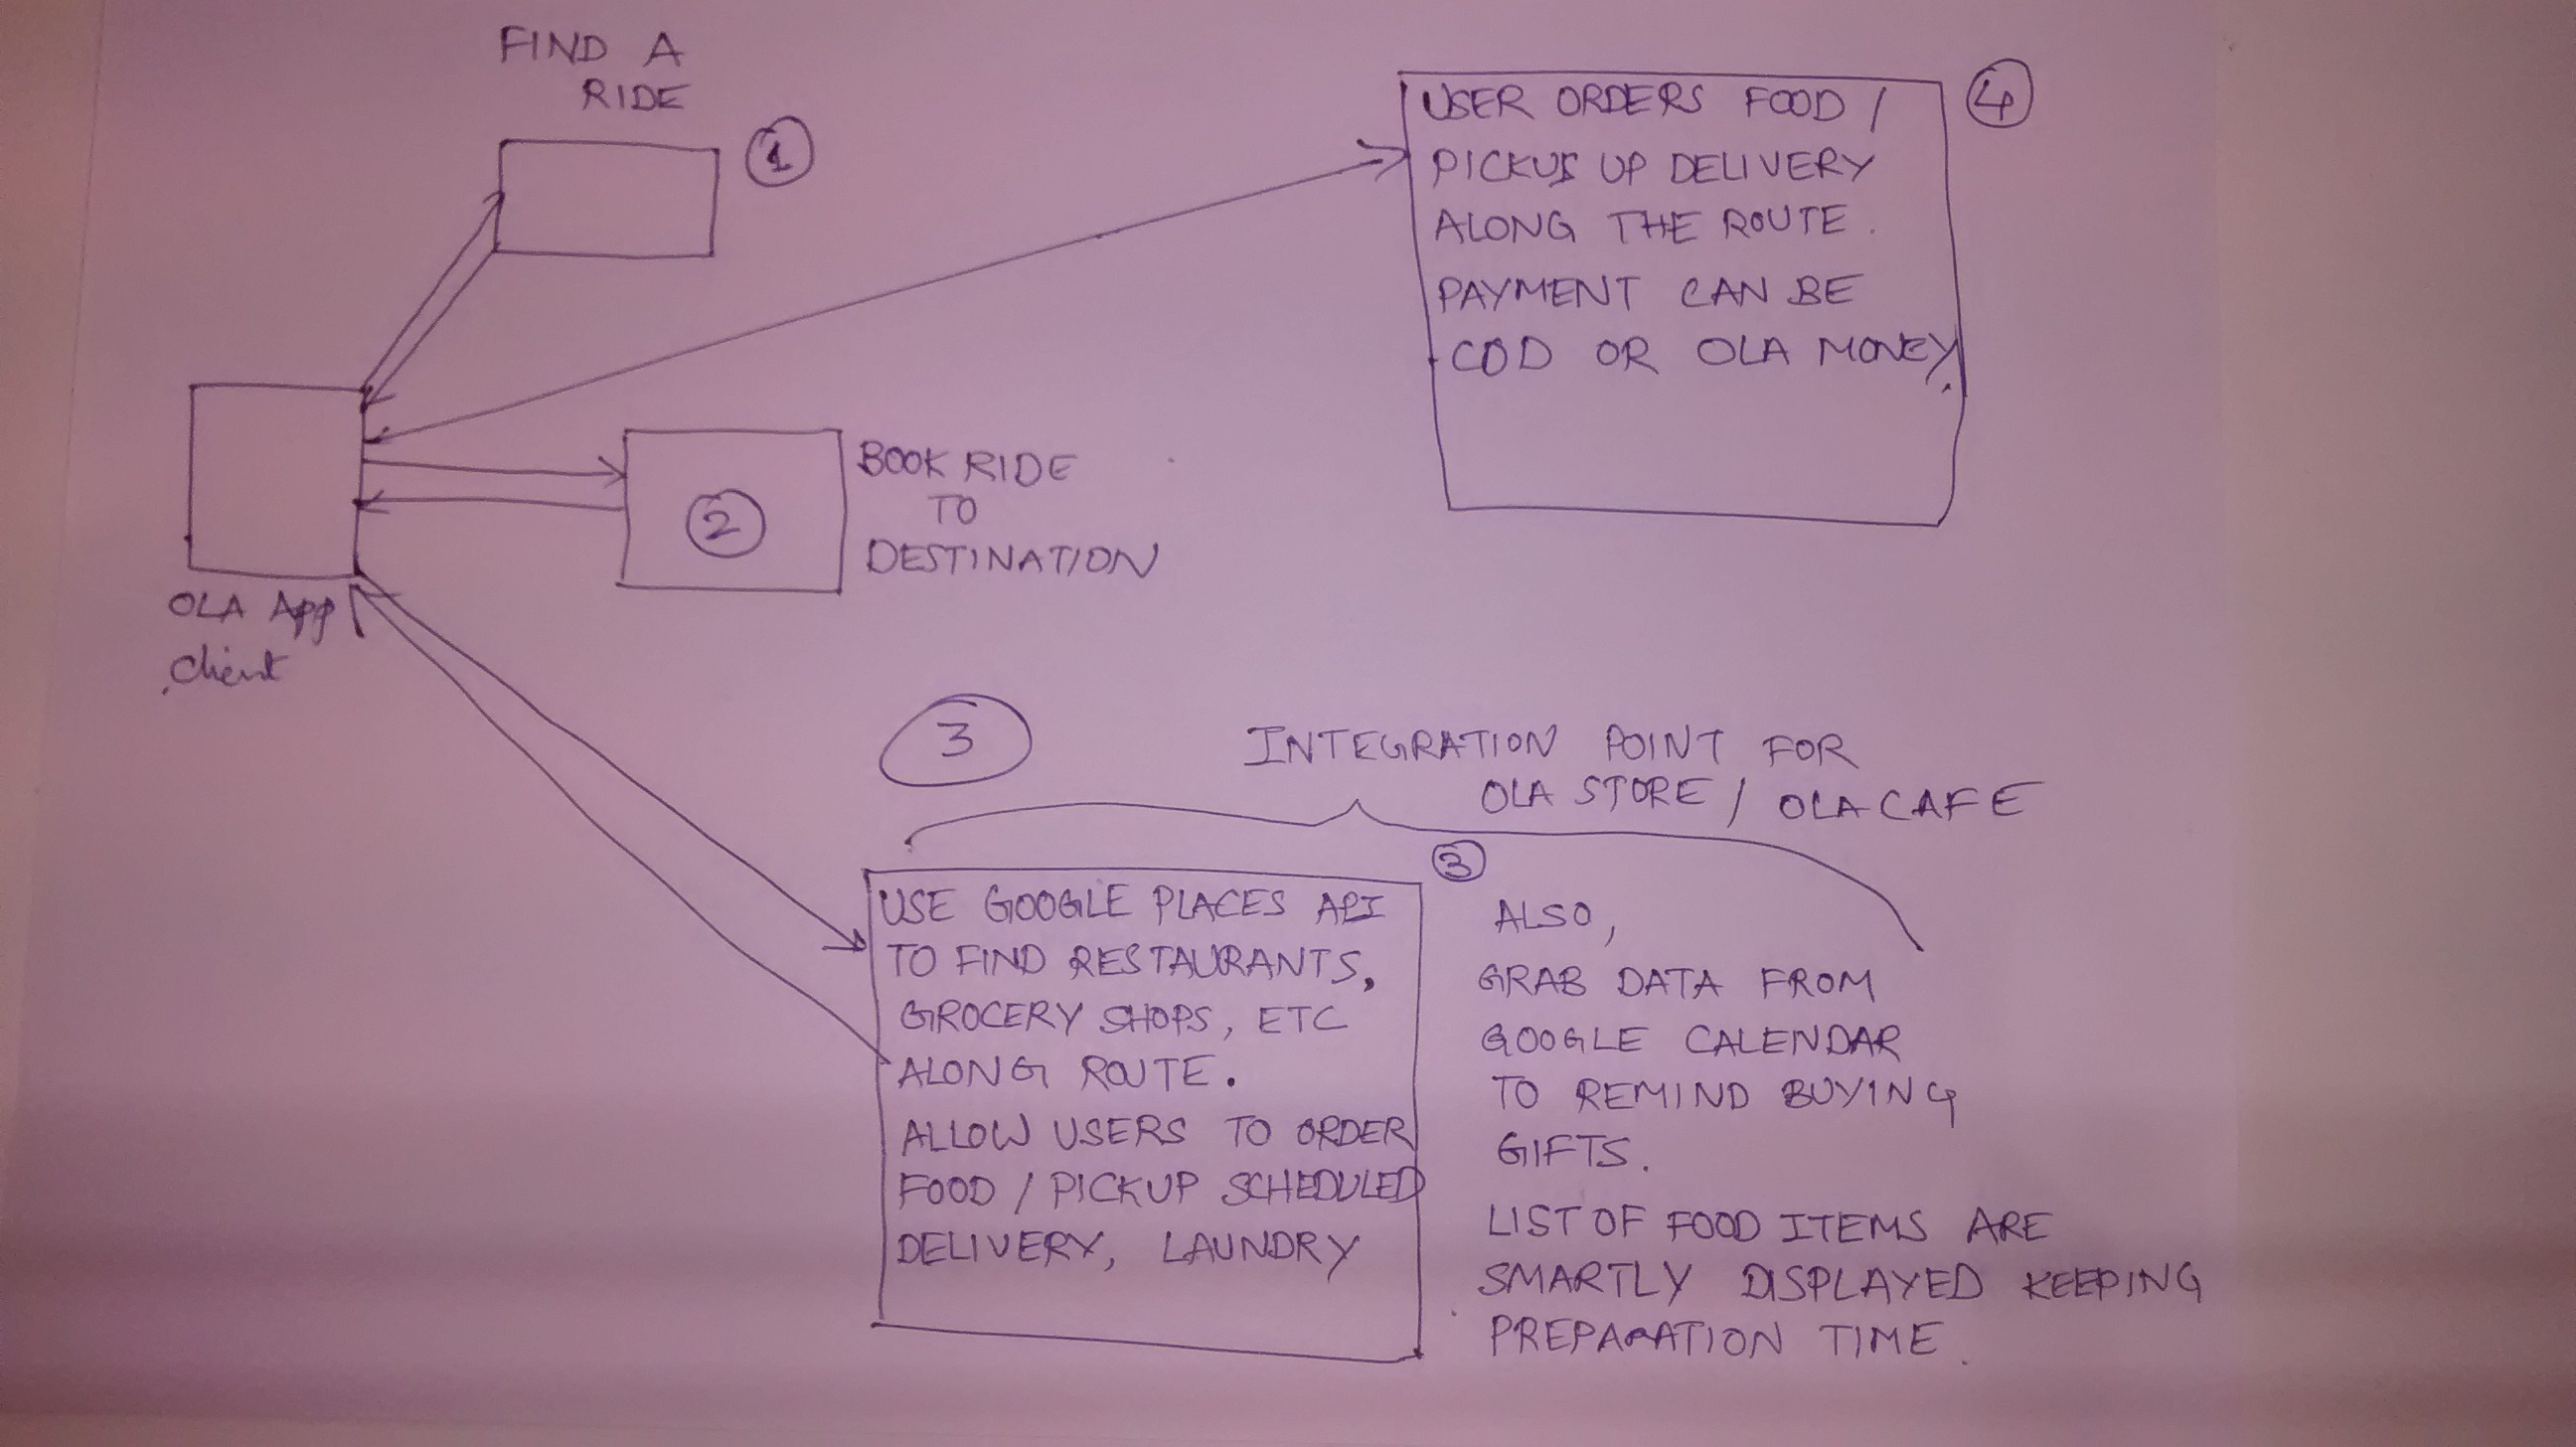 FIND A
RIDE
1
USER ORDERS FOOD /
PICKUS UP DELIVERY
ALONG THE ROUTE.
PAYMENT CAN BE
COD OR OLA MONEY.
4
2
BOOK RIDE
TO
DESTINATION
OLA App
Client
3
INTEGRATION POINT FOR
OLA STORE / OLA CAFE
USE GOOGLE PLACES API
TO FIND RESTAURANTS,
GROCERY SHOPS, ETC
ALONG ROUTE.
ALLOW USERS TO ORDER
FOOD / PICKUP SCHEDULED
DELIVERY, LAUNDRY
3
ALSO,
GRAB DATA FROM
GOOGLE CALENDAR
TO REMIND BUYING
GIFTS.
LIST OF FOOD ITEMS ARE
SMARTLY DISPLAYED KEEPING
PREPARATION TIME.